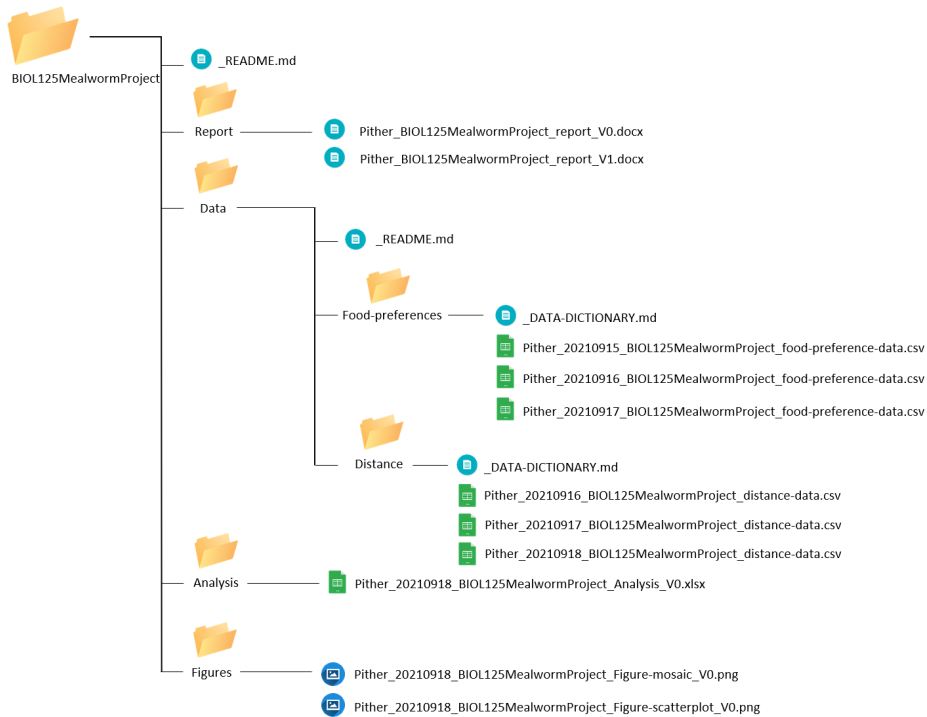 BIOL125MealwormProject
_README.md
Report
Pither_BIOL125MealwormProject_report_V0.docx
Pither_BIOL125MealwormProject_report_V1.docx
Data
_README.md
Food-preferences
_DATA-DICTIONARY.md
Pither_20210915_BIOL125MealwormProject_food-preference-data.csv
Pither_20210916_BIOL125MealwormProject_food-preference-data.csv
Pither_20210917_BIOL125MealwormProject_food-preference-data.csv
Distance
_DATA-DICTIONARY.md
Pither_20210916_BIOL125MealwormProject_distance-data.csv
Pither_20210917_BIOL125MealwormProject_distance-data.csv
Pither_20210918_BIOL125MealwormProject_distance-data.csv
Analysis
Pither_20210918_BIOL125MealwormProject_Analysis_V0.xlsx
Figures
Pither_20210918_BIOL125MealwormProject_Figure-mosaic_V0.png
Pither_20210918_BIOL125MealwormProject_Figure-scatterplot_V0.png